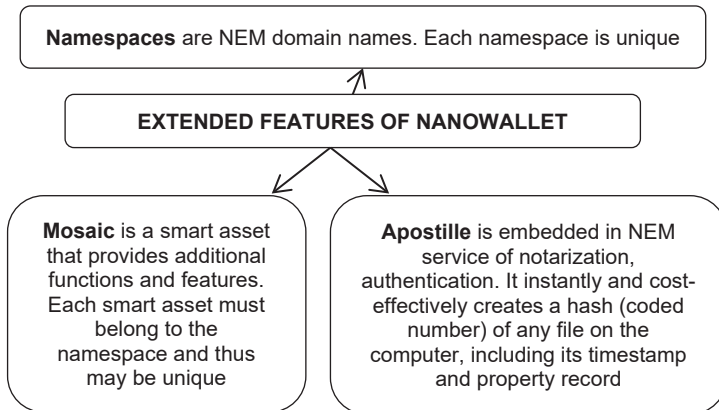 Namespaces are NEM domain names. Each namespace is unique
EXTENDED FEATURES OF NANOWALLET
Mosaic is a smart asset
that provides additional
functions and features.
Each smart asset must
belong to the
namespace and thus
may be unique
Apostille is embedded in NEM
service of notarization,
authentication. It instantly and cost-
effectively creates a hash (coded
number) of any file on the
computer, including its timestamp
and property record